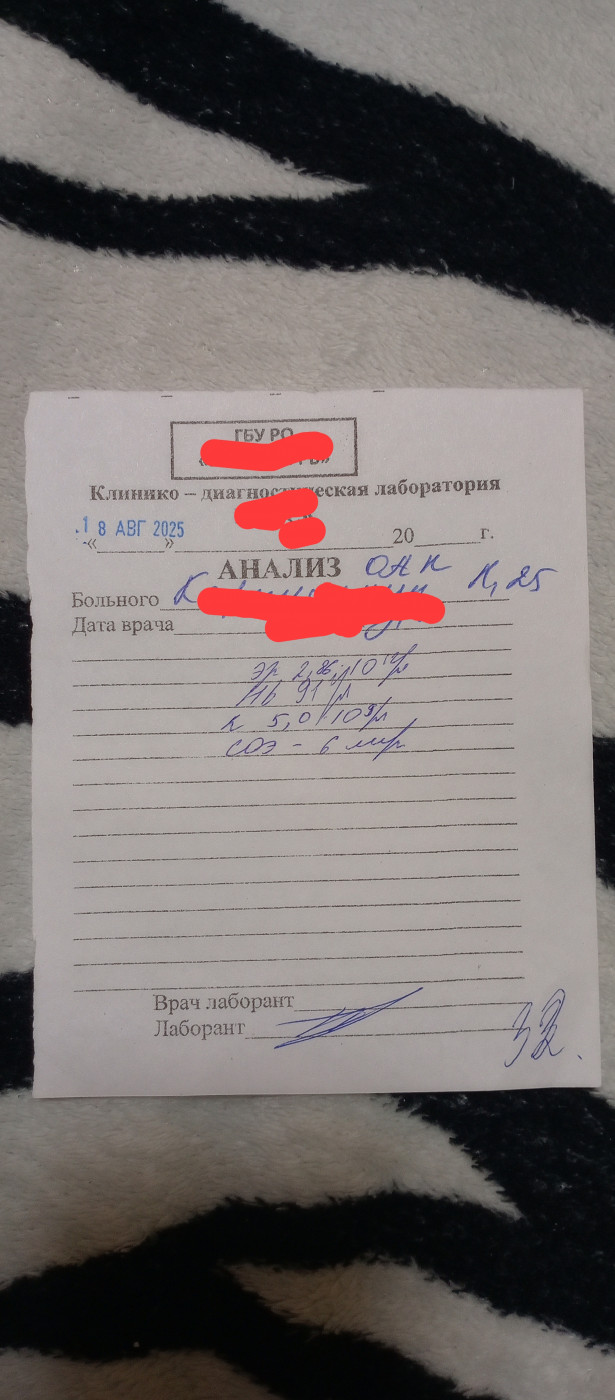 ГБУ РО
Клинико – диагностическая лаборатория
18 АВГ 2025
«   » 20 г.
АНАЛИЗ ОАК
Больного К
Дата врача
Эр 2,86·10¹²/л
Hb 91 г/л
5,0 10⁹/л
СОЭ – 6 мм/
Врач лаборант
Лаборант